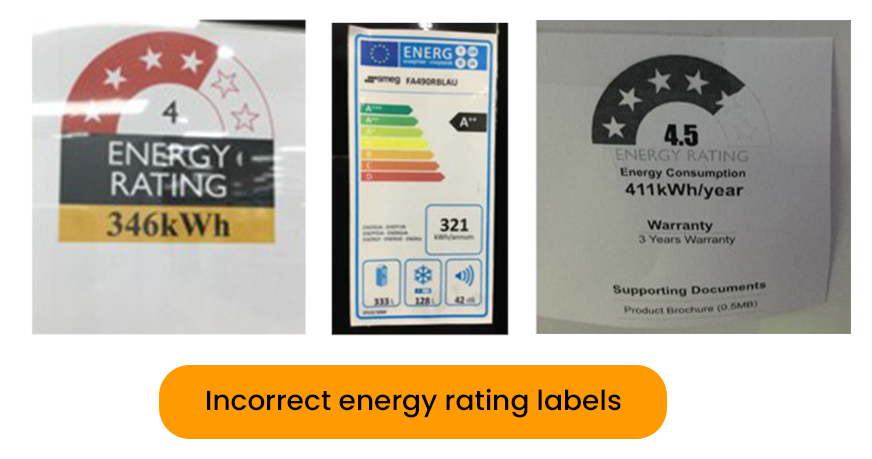 4
ENERGY
RATING
346kWh
ENERG
smeg FA490RBLAU
A+++
A++
A+
A
B
C
D
A++
321
kWh/annum
333 L
128 L
42 dB
4.5
ENERGY RATING
Energy Consumption
411kWh/year
Warranty
3 Years Warranty
Supporting Documents
Product Brochure (0.5MB)
Incorrect energy rating labels